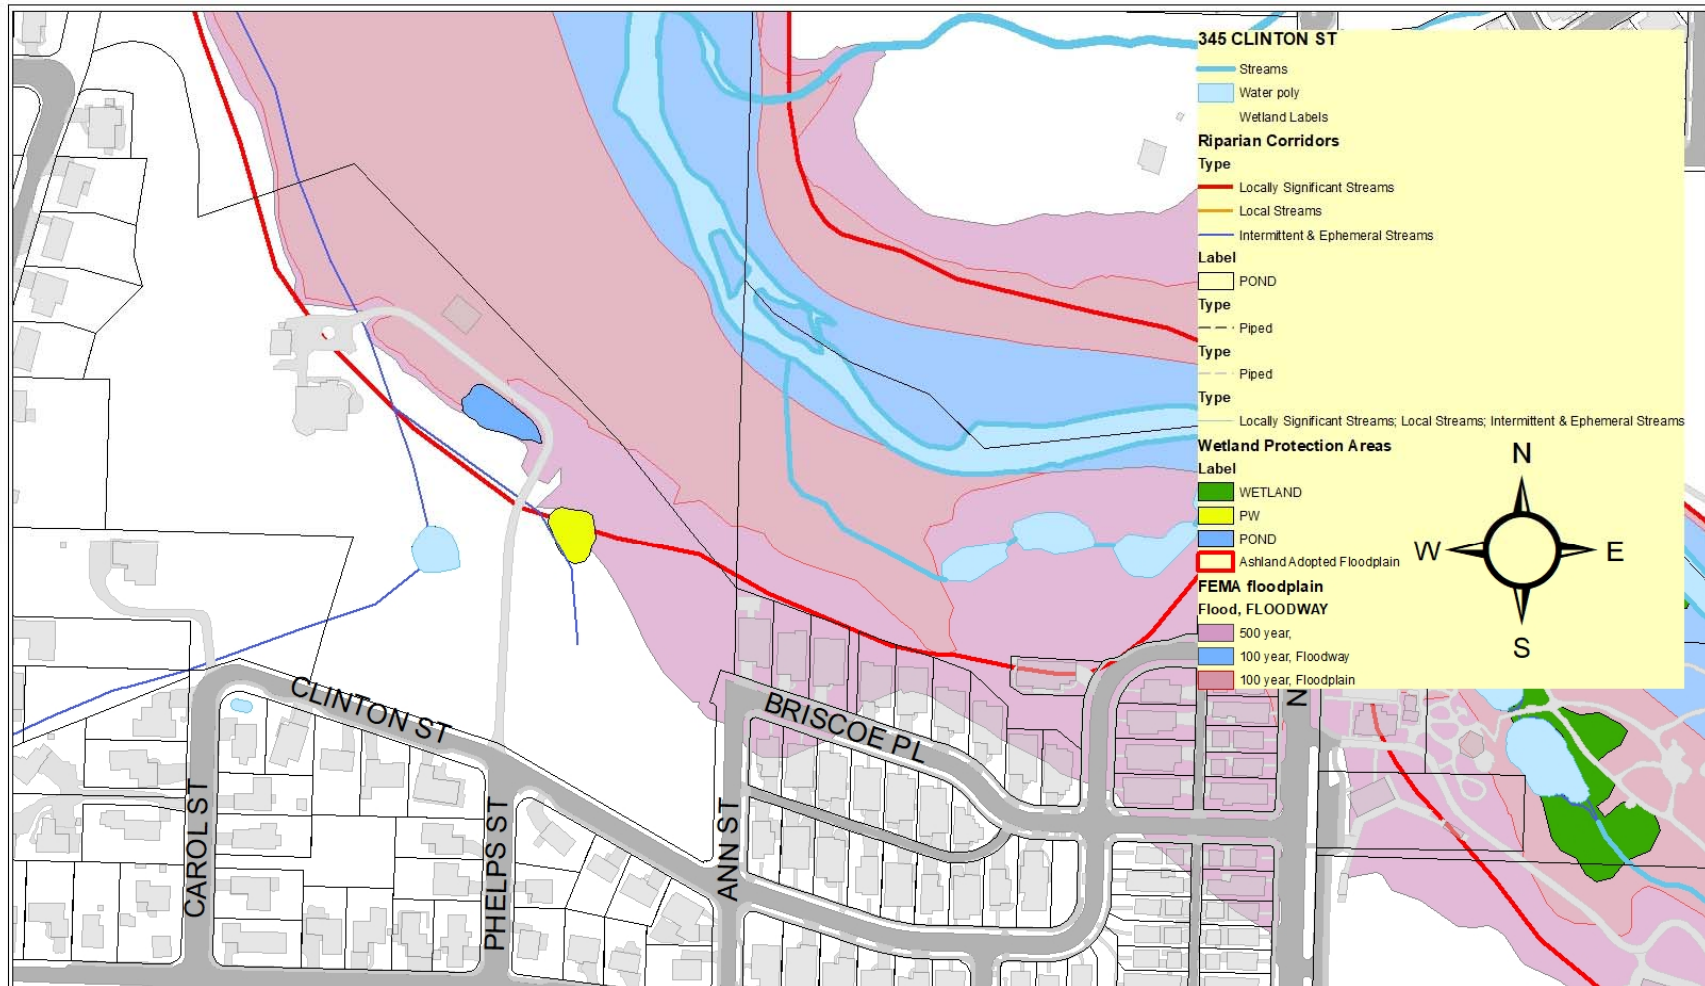 345 CLINTON ST
Streams
Water poly
Wetland Labels
Riparian Corridors
Type
Locally Significant Streams
Local Streams
Intermittent & Ephemeral Streams
Label
POND
Type
Piped
Type
Piped
Type
Locally Significant Streams; Local Streams; Intermittent & Ephemeral Streams
Wetland Protection Areas
Label
WETLAND
PW
POND
Ashland Adopted Floodplain
FEMA floodplain
Flood, FLOODWAY
500 year,
100 year, Floodway
100 year, Floodplain
N
W
E
S
CLINTON ST
BRISCOE PL
N
CAROL ST
PHELPS ST
ANN ST